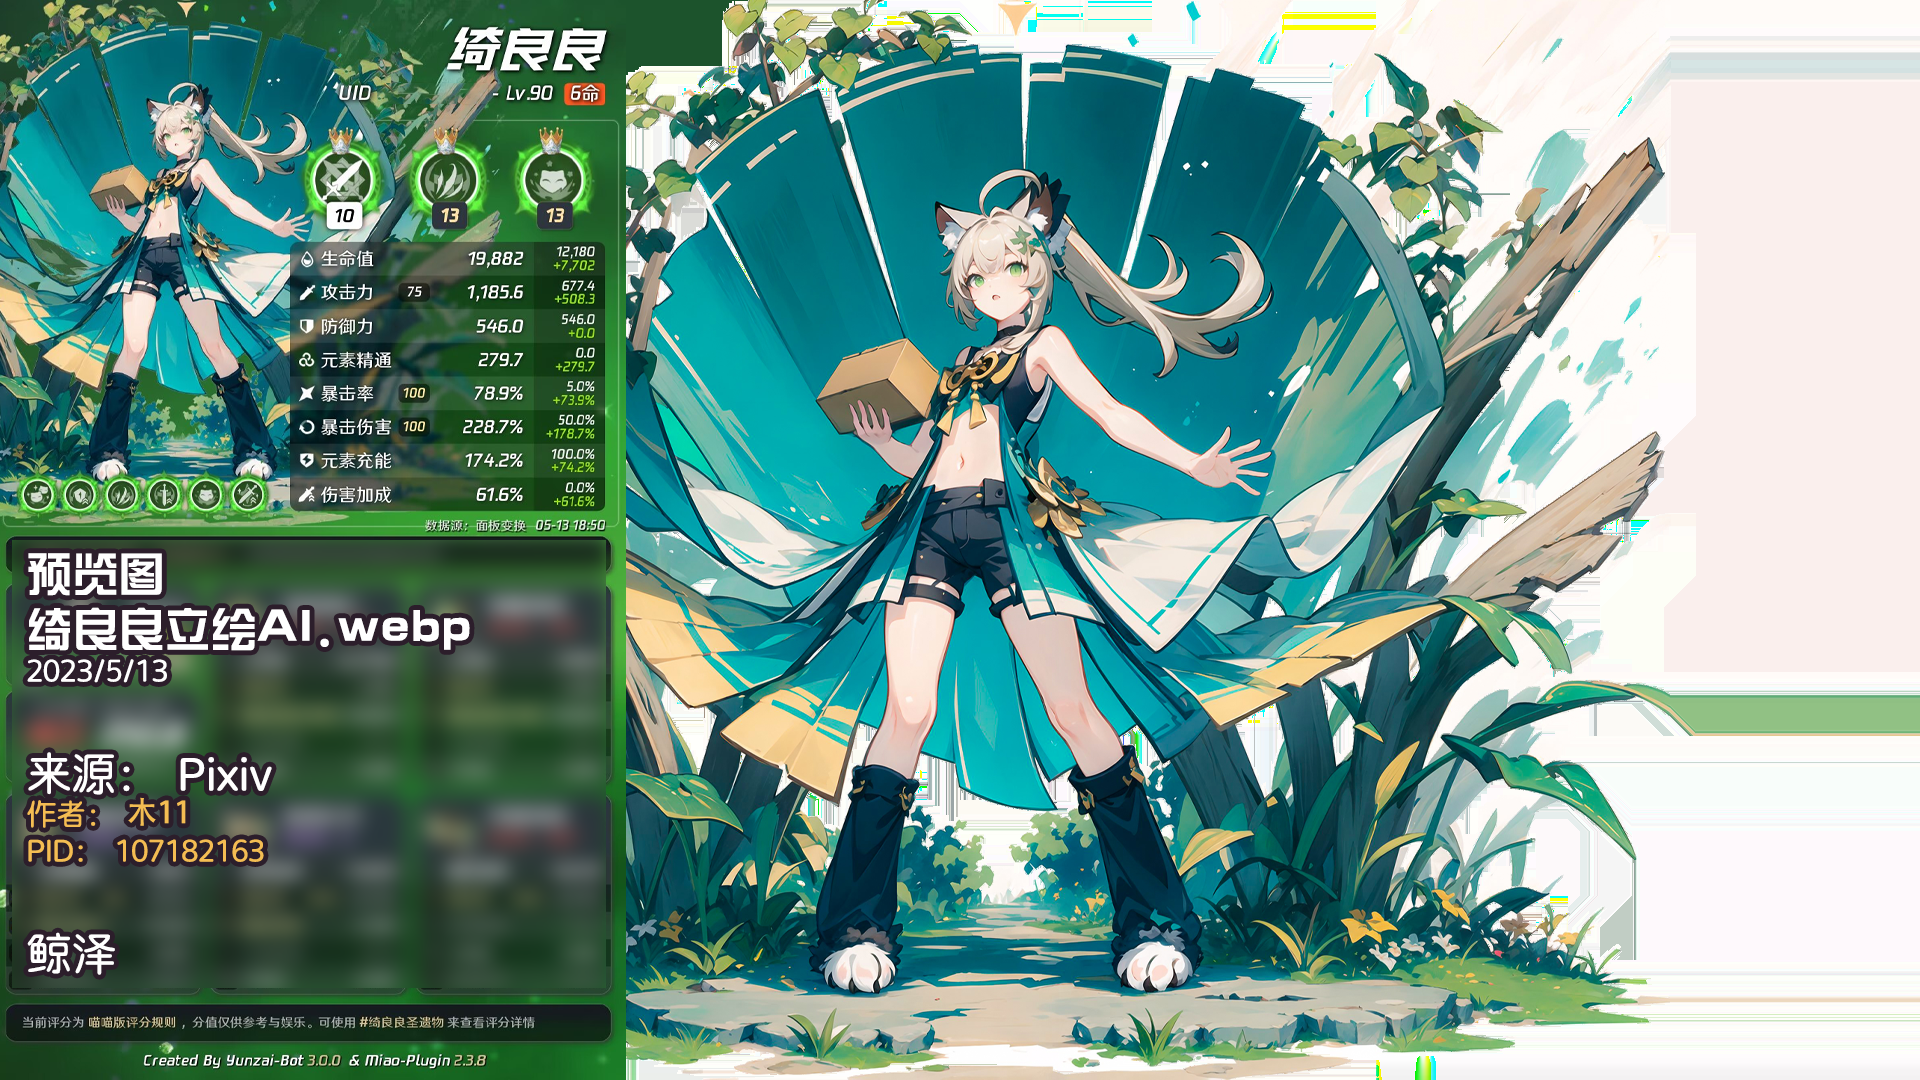 绮良良
UID - Lv.90 6命
10 13 13
生命值 19,882 12,180 +7,702
攻击力 75 1,185.6 677.4 +508.3
防御力 546.0 546.0 +0.0
元素精通 279.7 0.0 +279.7
暴击率 100 78.9% 5.0% +73.9%
暴击伤害 100 228.7% 50.0% +178.7%
元素充能 174.2% 100.0% +74.2%
伤害加成 61.6% 0.0% +61.6%
数据源：面板变换 05-13 18:50
预览图
绮良良立绘AI.webp
2023/5/13
来源： Pixiv
作者： 木11
PID： 107182163
鲸泽
当前评分为 喵喵版评分规则 ，分值仅供参考与娱乐。可使用 #绮良良圣遗物 来查看评分详情
Created By Yunzai-Bot 3.0.0 & Miao-Plugin 2.3.8